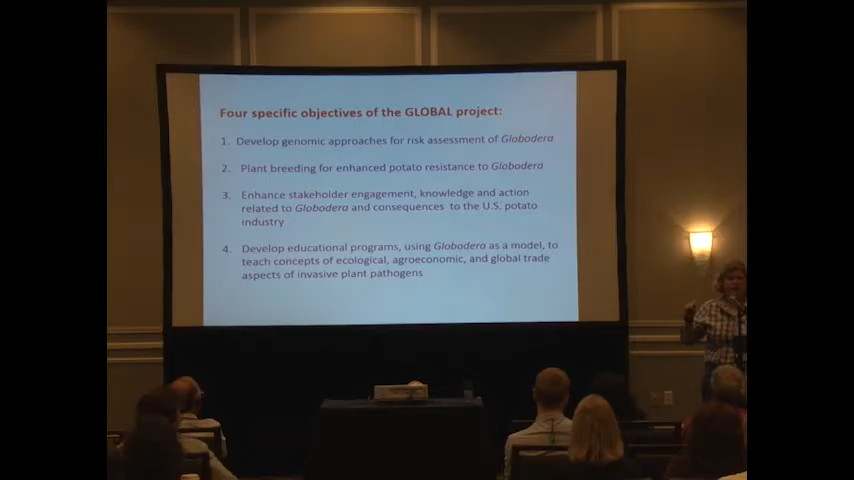 Four specific objectives of the GLOBAL project:
1. Develop genomic approaches for risk assessment of Globodera
2. Plant breeding for enhanced potato resistance to Globodera
3. Enhance stakeholder engagement, knowledge and action
related to Globodera and consequences to the U.S. potato
industry
4. Develop educational programs, using Globodera as a model, to
teach concepts of ecological, agroeconomic, and global trade
aspects of invasive plant pathogens